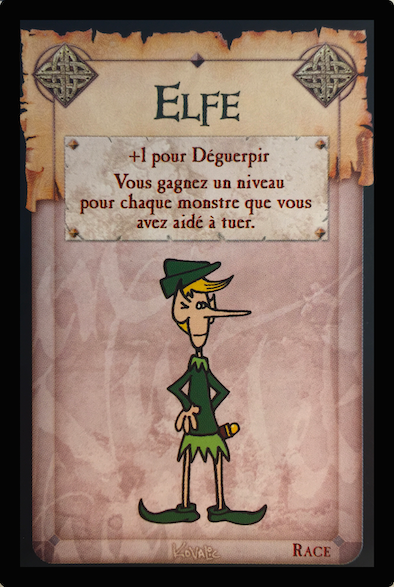 Elfe
+1 pour Déguerpir
Vous gagnez un niveau
pour chaque monstre que vous
avez aidé à tuer.
Kovalic
Race